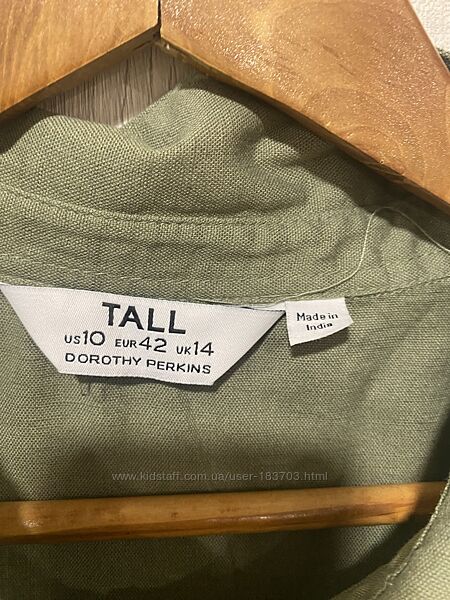 TALL
US10 EUR42 UK14
DOROTHY PERKINS
Made in
India
www.kidstaff.com.ua/user-183703.html